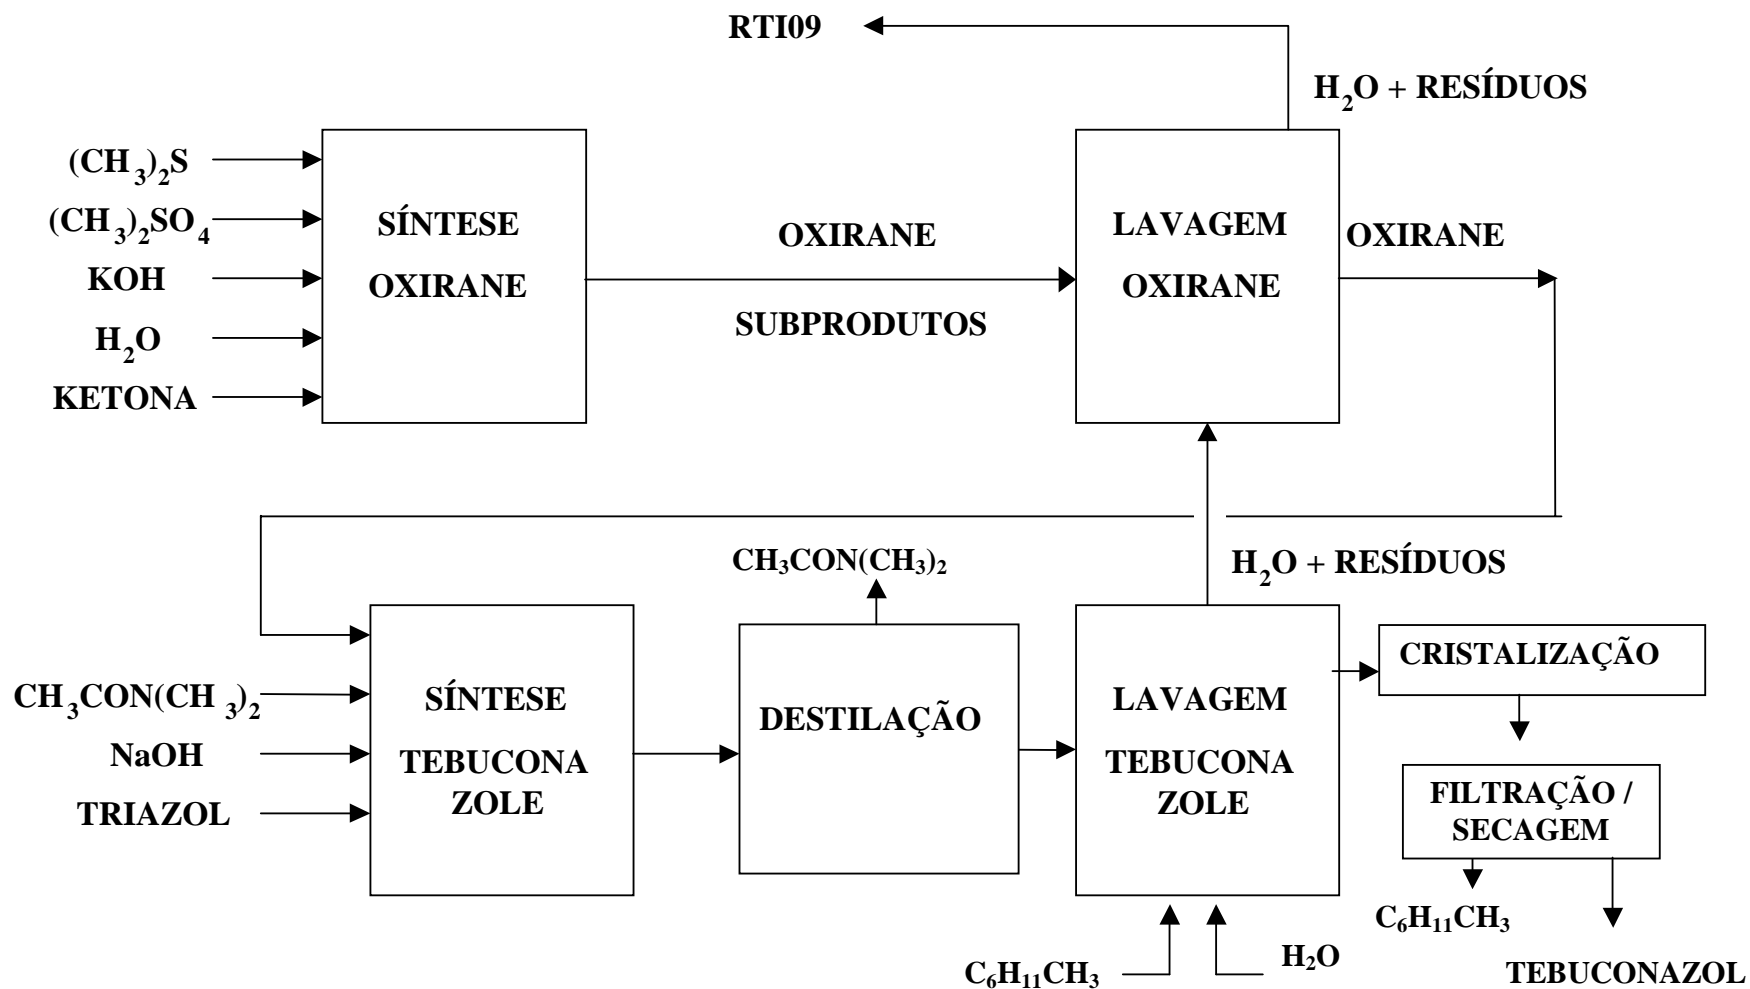 RTI09
H₂O + RESÍDUOS
(CH₃)₂S
(CH₃)₂SO₄
KOH
H₂O
KETONA
SÍNTESE
OXIRANE
OXIRANE
SUBPRODUTOS
LAVAGEM
OXIRANE
OXIRANE
H₂O + RESÍDUOS
CH₃CON(CH₃)₂
CH₃CON(CH₃)₂
NaOH
TRIAZOL
SÍNTESE
TEBUCONA
ZOLE
DESTILAÇÃO
LAVAGEM
TEBUCONA
ZOLE
CRISTALIZAÇÃO
FILTRAÇÃO /
SECAGEM
C₆H₁₁CH₃
H₂O
C₆H₁₁CH₃
TEBUCONAZOL